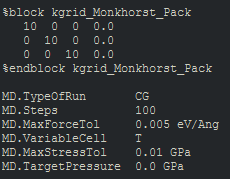 %block kgrid_Monkhorst_Pack
10 0 0 0.0
0 10 0 0.0
0 0 10 0.0
%endblock kgrid_Monkhorst_Pack
MD.TypeOfRun CG
MD.Steps 100
MD.MaxForceTol 0.005 eV/Ang
MD.VariableCell T
MD.MaxStressTol 0.01 GPa
MD.TargetPressure 0.0 GPa